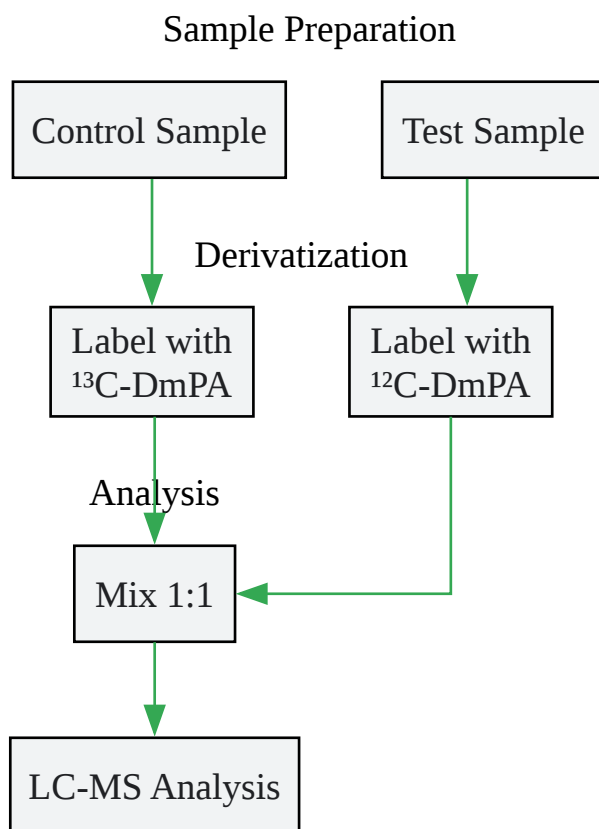 Sample Preparation
Control Sample
Test Sample
Derivatization
Label with
¹³C-DmPA
Label with
¹²C-DmPA
Analysis
Mix 1:1
LC-MS Analysis